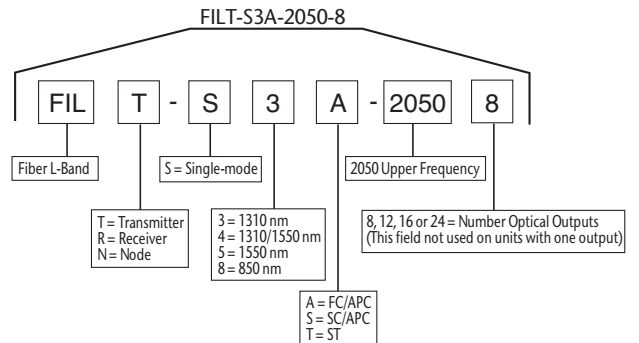 FILT-S3A-2050-8
FIL T - S 3 A - 2050 8
Fiber L-Band
S = Single-mode
2050 Upper Frequency
T = Transmitter
R = Receiver
N = Node
3 = 1310 nm
4 = 1310/1550 nm
5 = 1550 nm
8 = 850 nm
8, 12, 16 or 24 = Number Optical Outputs
(This field not used on units with one output)
A = FC/APC
S = SC/APC
T = ST